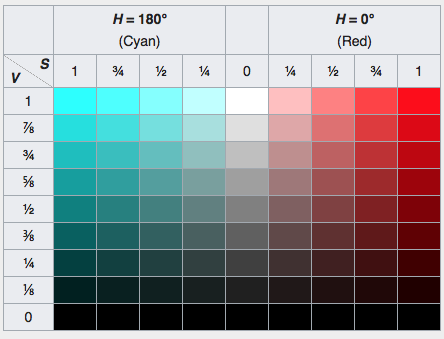 H = 180° H = 0°
(Cyan) (Red)
S
V 1 ¾ ½ ¼ 0 ¼ ½ ¾ 1
1
⅞
¾
⅝
½
⅜
¼
⅛
0